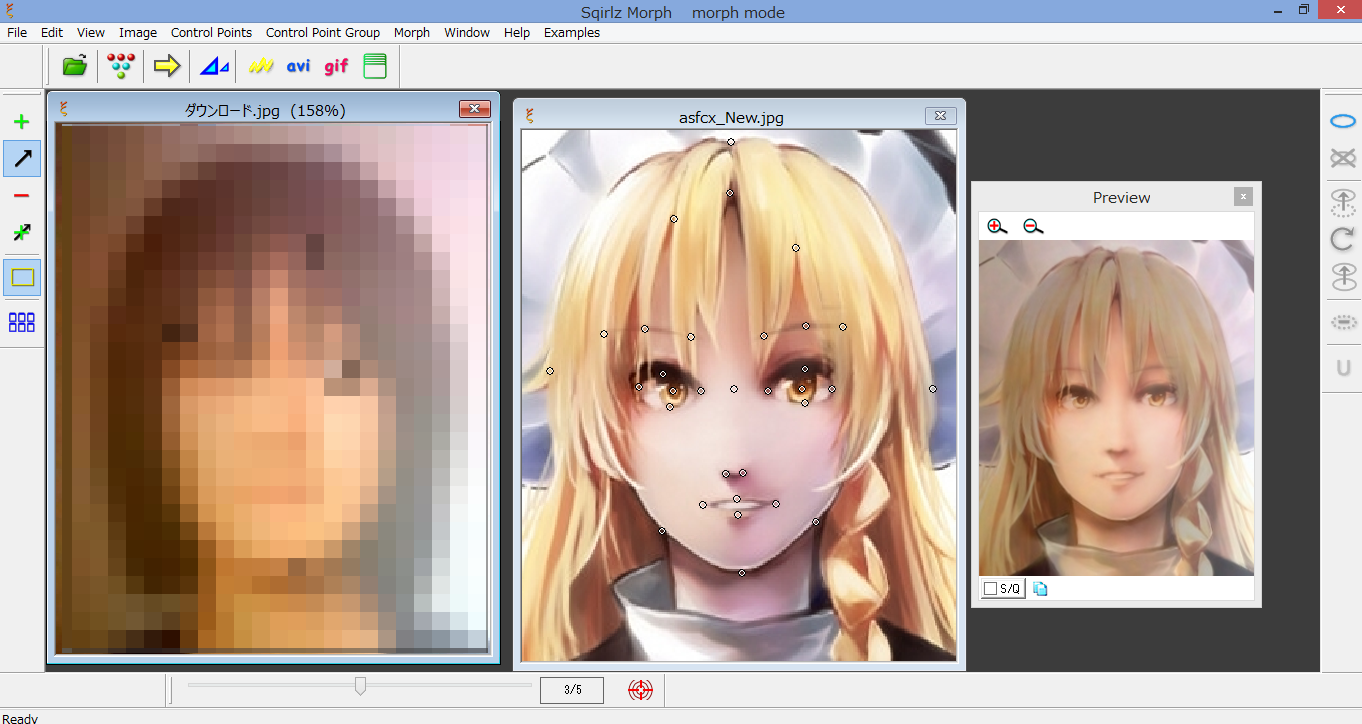 Sqirlz Morph morph mode
File Edit View Image Control Points Control Point Group Morph Window Help Examples
avi gif
ダウンロード.jpg (158%)
asfcx_New.jpg
Preview
S/Q
3/5
U
Ready